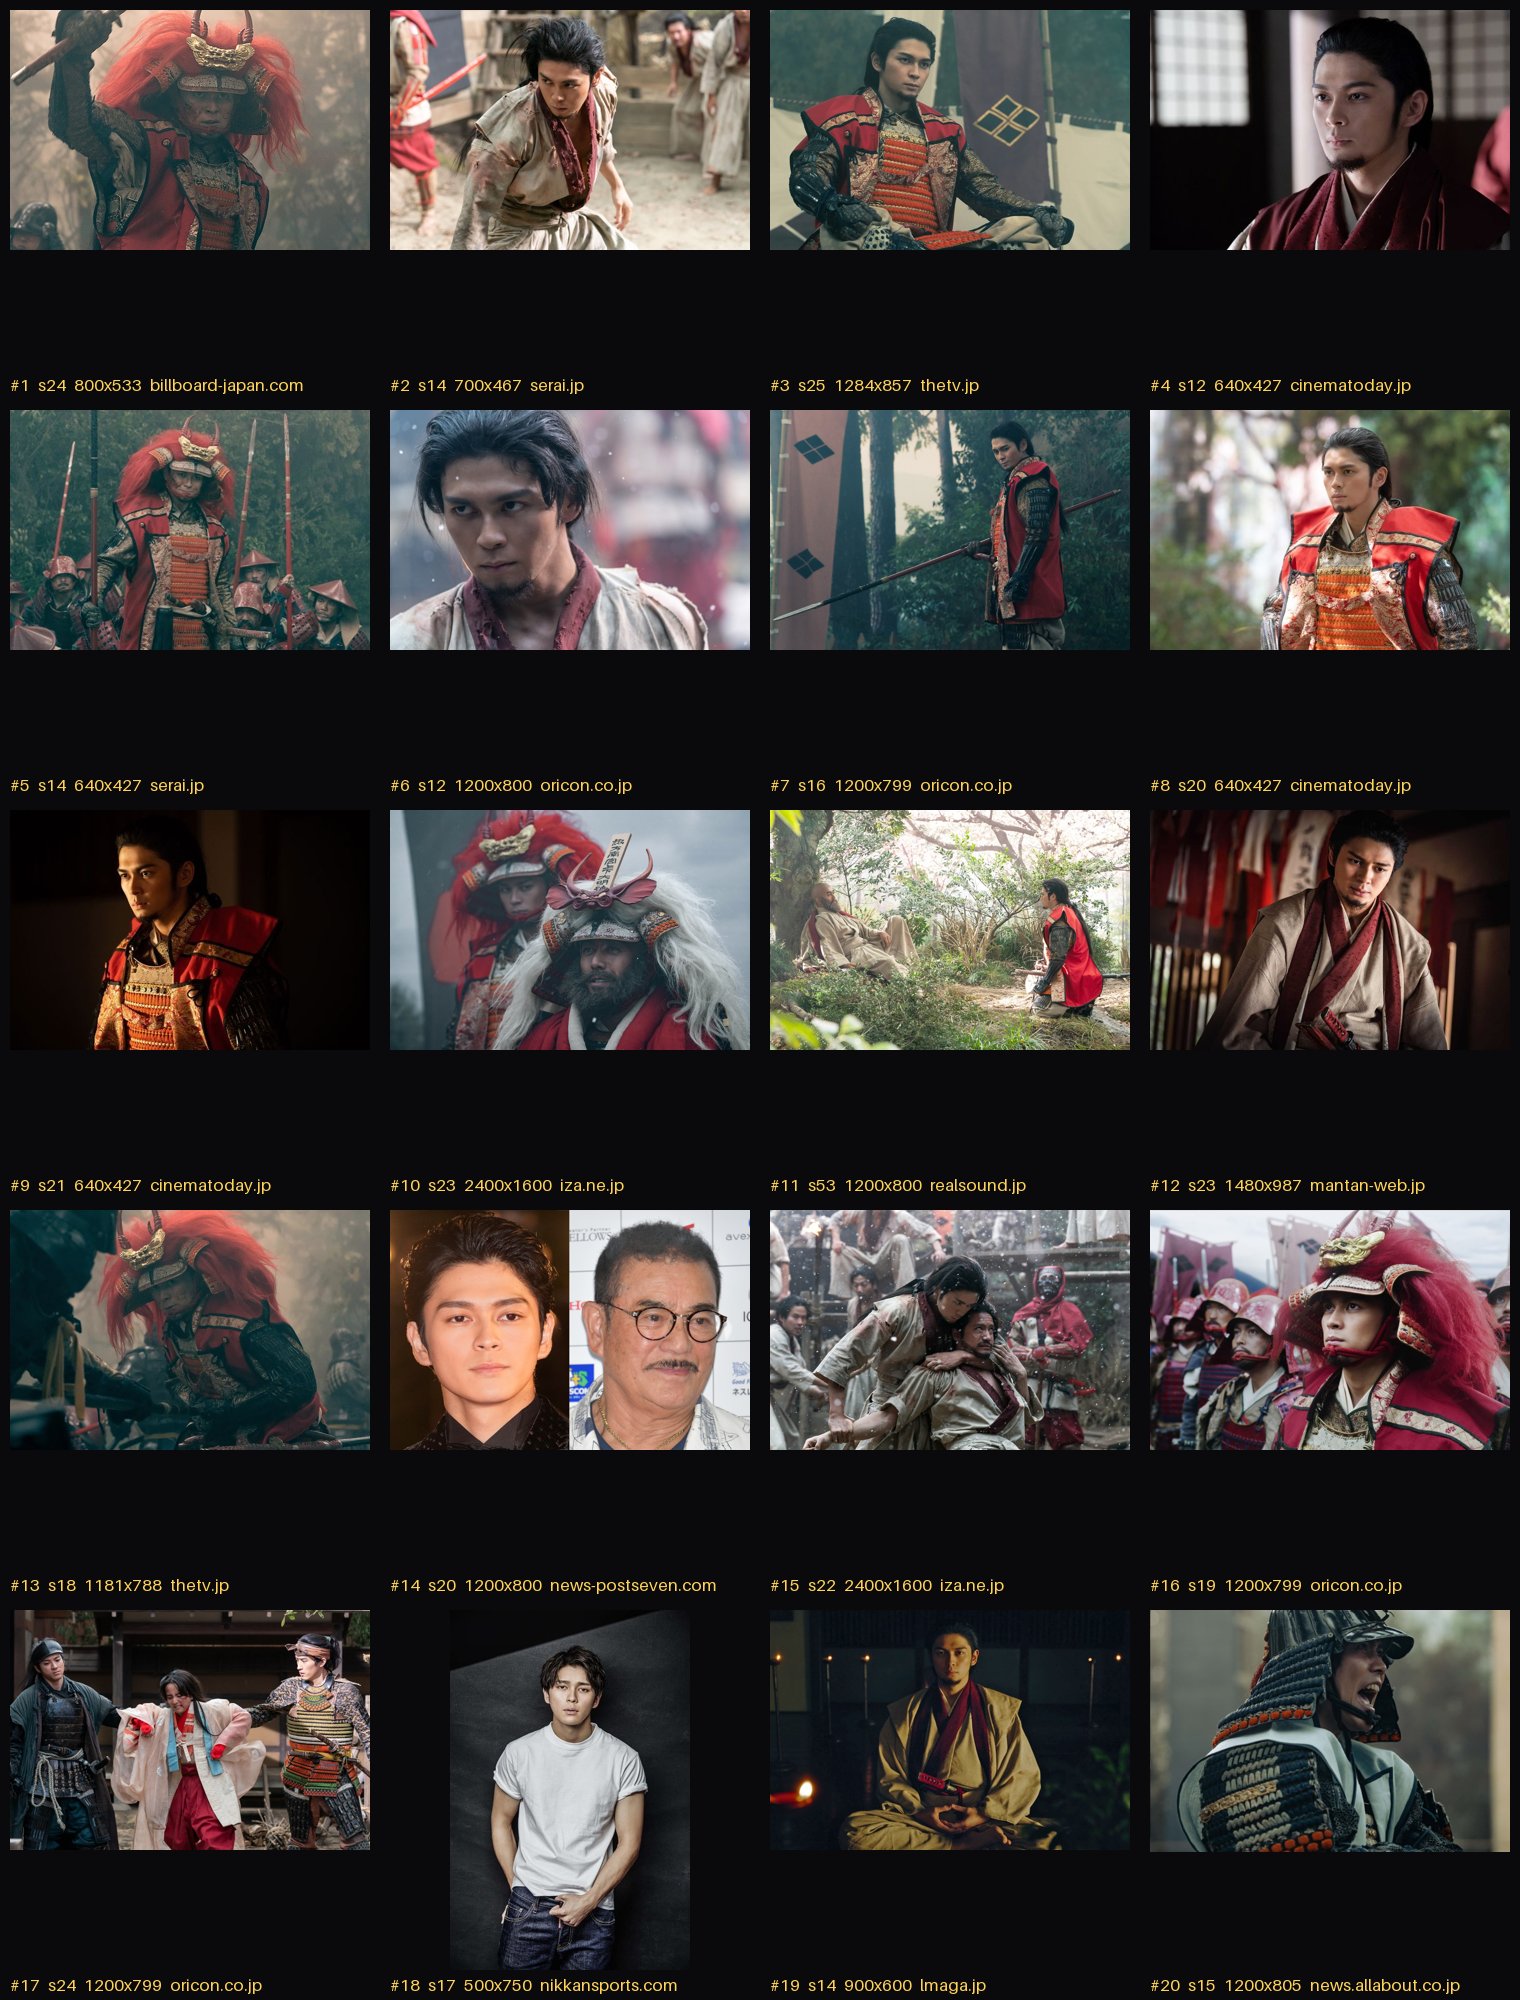 #1 s24 800x533 billboard-japan.com
#2 s14 700x467 serai.jp
#3 s25 1284x857 thetv.jp
#4 s12 640x427 cinematoday.jp
#5 s14 640x427 serai.jp
#6 s12 1200x800 oricon.co.jp
#7 s16 1200x799 oricon.co.jp
#8 s20 640x427 cinematoday.jp
#9 s21 640x427 cinematoday.jp
#10 s23 2400x1600 iza.ne.jp
#11 s53 1200x800 realsound.jp
#12 s23 1480x987 mantan-web.jp
ELLOWS
avex
#13 s18 1181x788 thetv.jp
#14 s20 1200x800 news-postseven.com
#15 s22 2400x1600 iza.ne.jp
#16 s19 1200x799 oricon.co.jp
#17 s24 1200x799 oricon.co.jp
#18 s17 500x750 nikkansports.com
#19 s14 900x600 lmaga.jp
#20 s15 1200x805 news.allabout.co.jp